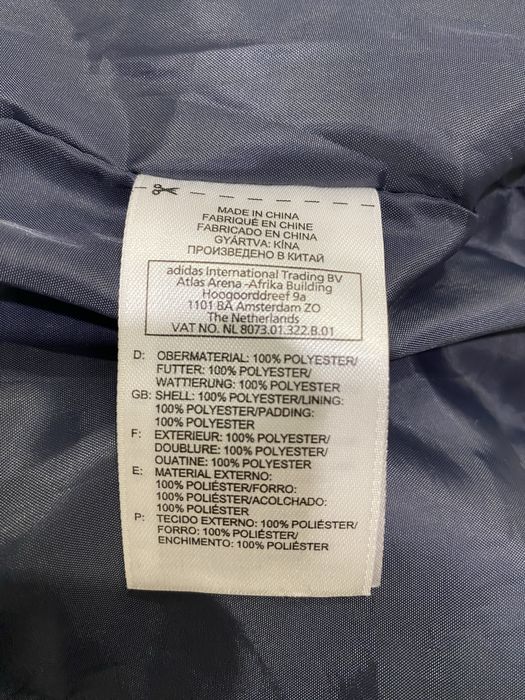 MADE IN CHINA
FABRIQUÉ EN CHINE
FABRICADO EN CHINA
GYÁRTVA: KÍNA
ПРОИЗВЕДЕНО В КИТАЙ
adidas International Trading BV
Atlas Arena -Afrika Building
Hoogoorddreef 9a
1101 BA Amsterdam ZO
The Netherlands
VAT NO. NL 8073.01.322.B.01
D: OBERMATERIAL: 100% POLYESTER/
FUTTER: 100% POLYESTER/
WATTIERUNG: 100% POLYESTER
GB: SHELL: 100% POLYESTER/LINING:
100% POLYESTER/PADDING:
100% POLYESTER
F: EXTERIEUR: 100% POLYESTER/
DOUBLURE: 100% POLYESTER/
OUATINE: 100% POLYESTER
E: MATERIAL EXTERNO:
100% POLIÉSTER/FORRO:
100% POLIÉSTER/ACOLCHADO:
100% POLIÉSTER
P: TECIDO EXTERNO: 100% POLIÉSTER/
FORRO: 100% POLIÉSTER/
ENCHIMENTO: 100% POLIÉSTER